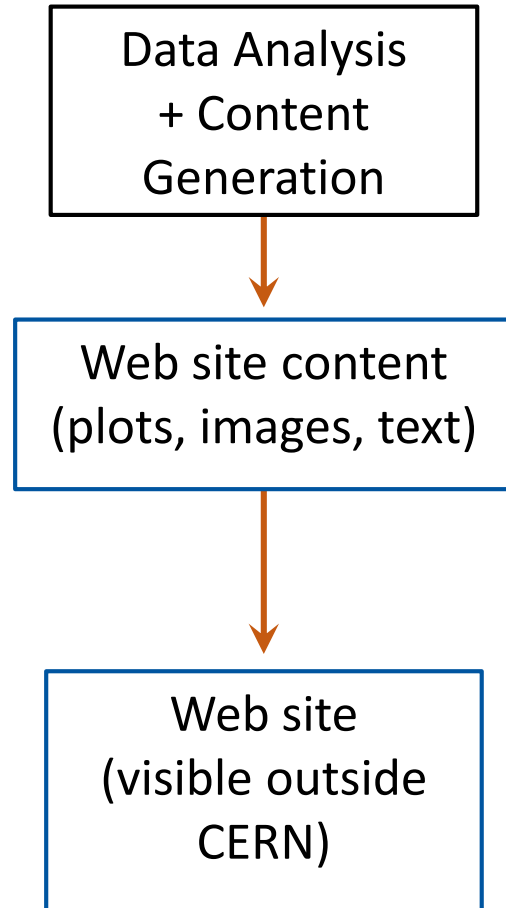 Data Analysis
+ Content
Generation
Web site content
(plots, images, text)
Web site
(visible outside
CERN)